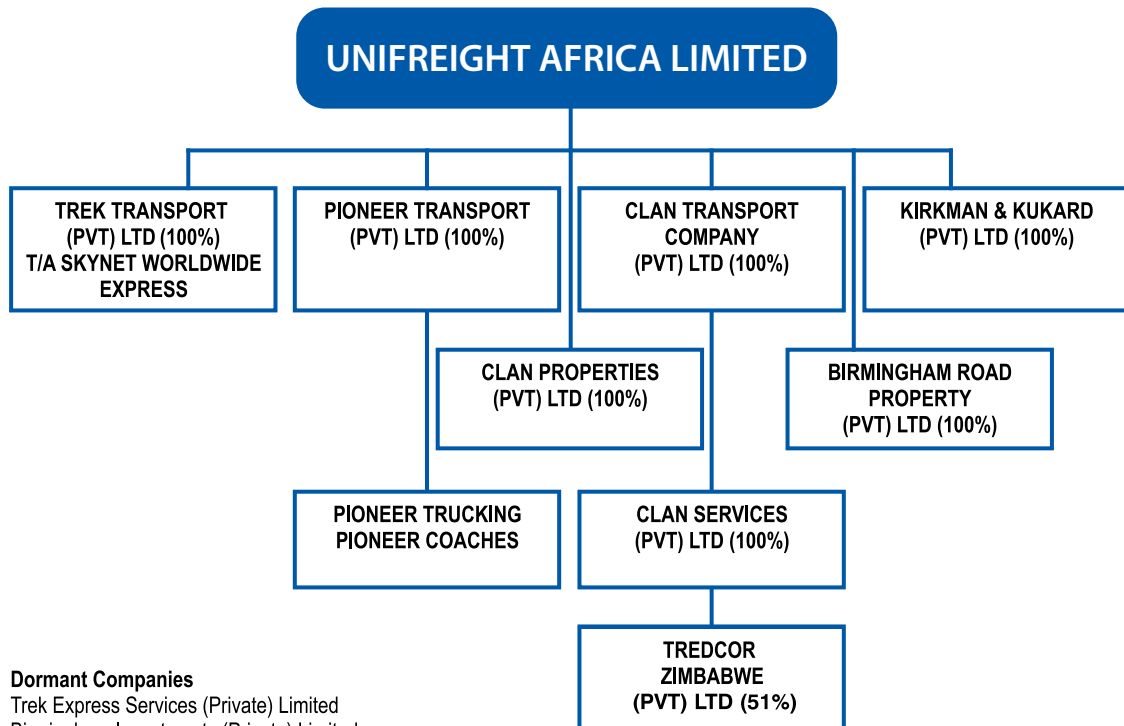 UNIFREIGHT AFRICA LIMITED
TREK TRANSPORT
(PVT) LTD (100%)
T/A SKYNET WORLDWIDE
EXPRESS
PIONEER TRANSPORT
(PVT) LTD (100%)
CLAN TRANSPORT
COMPANY
(PVT) LTD (100%)
KIRKMAN & KUKARD
(PVT) LTD (100%)
CLAN PROPERTIES
(PVT) LTD (100%)
BIRMINGHAM ROAD
PROPERTY
(PVT) LTD (100%)
PIONEER TRUCKING
PIONEER COACHES
CLAN SERVICES
(PVT) LTD (100%)
TREDCOR
ZIMBABWE
(PVT) LTD (51%)
Dormant Companies
Trek Express Services (Private) Limited
(Private) Limited